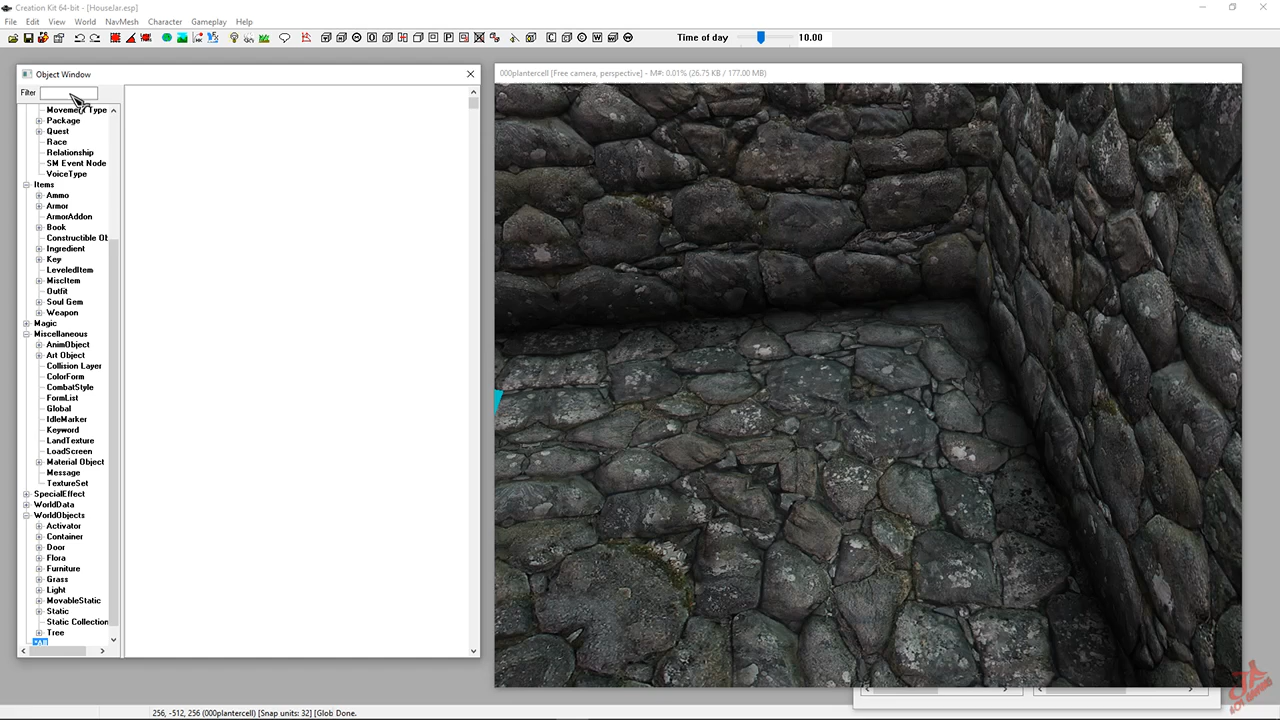 Creation Kit 64-bit - [HouseJar.esp]
File Edit View World NavMesh Character Gameplay Help
Time of day 10.00
Object Window
Filter
Movement Type
Package
Quest
Race
Relationship
SM Event Node
VoiceType
Items
Ammo
Armor
ArmorAddon
Book
Constructible Ob
Ingredient
Key
LeveledItem
MiscItem
Outfit
Soul Gem
Weapon
Magic
Miscellaneous
AnimObject
Art Object
Collision Layer
ColorForm
CombatStyle
FormList
Global
IdleMarker
Keyword
LandTexture
LoadScreen
Material Object
Message
TextureSet
SpecialEffect
WorldData
WorldObjects
Activator
Container
Door
Flora
Furniture
Grass
Light
MovableStatic
Static
Static Collection
Tree
*All
000plantercell [Free camera, perspective] - M#: 0.01% (26.75 KB / 177.00 MB)
256, -512, 256 (000plantercell) [Snap units: 32] [Glob Done.